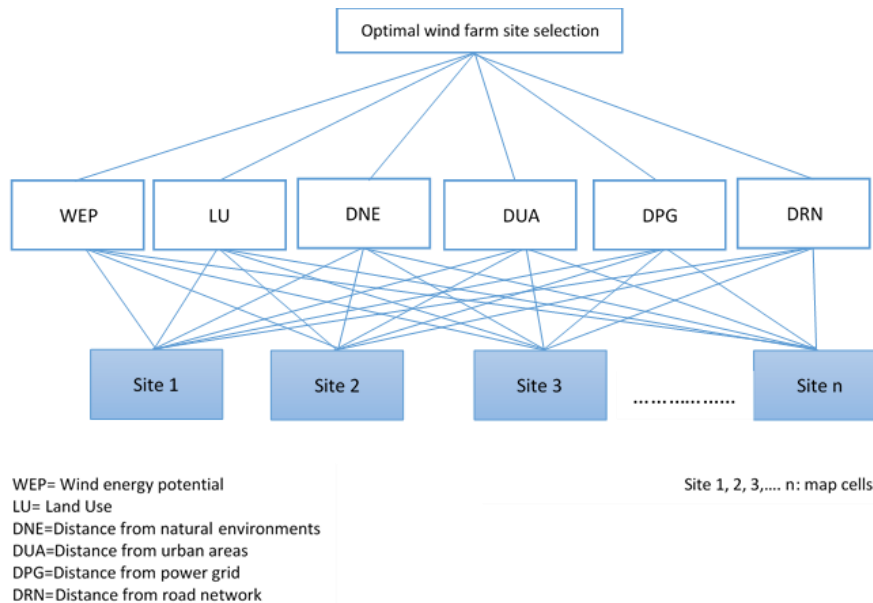 Optimal wind farm site selection
WEP
LU
DNE
DUA
DPG
DRN
Site 1
Site 2
Site 3
..................
Site n
WEP= Wind energy potential
LU= Land Use
DNE=Distance from natural environments
DUA=Distance from urban areas
DPG=Distance from power grid
DRN=Distance from road network
Site 1, 2, 3,.... n: map cells